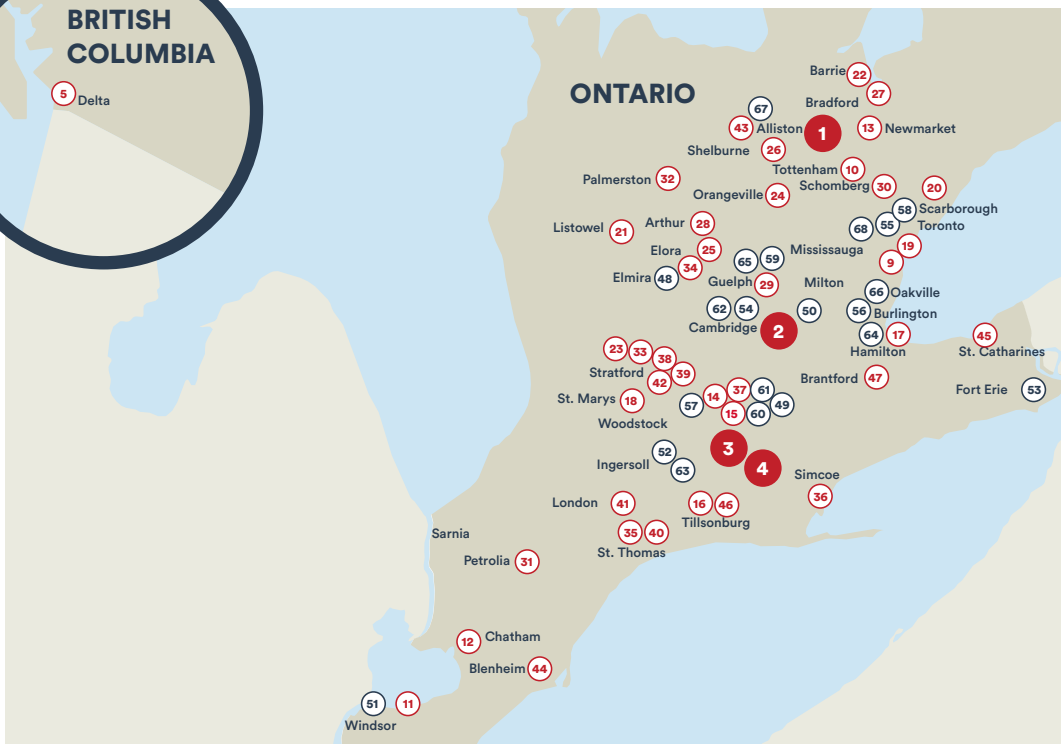 BRITISH
COLUMBIA
5
Delta
ONTARIO
Barrie 22
27
Bradford
67
43 Alliston 1 13 Newmarket
Shelburne 26
Tottenham 10
Palmerston 32
Schomberg 30 20
Orangeville 24
58 Scarborough
Listowel 21 Arthur 28
68 55 Toronto
Elora 25 Mississauga 19
65 59 9
34
Elmira 48
Guelph 29 Milton
66 Oakville
62 54 50 56 Burlington
Cambridge 2
64 17 45
Hamilton St. Catharines
23 33 38
Stratford 39
42
Brantford 47
Fort Erie 53
St. Marys 18
57 14 37 61 49
15 60
Woodstock
3
52
Ingersoll 63
4
Simcoe
36
London 41
16 46
Tillsonburg
35 40
St. Thomas
Sarnia
Petrolia 31
12 Chatham
Blenheim 44
51 11
Windsor